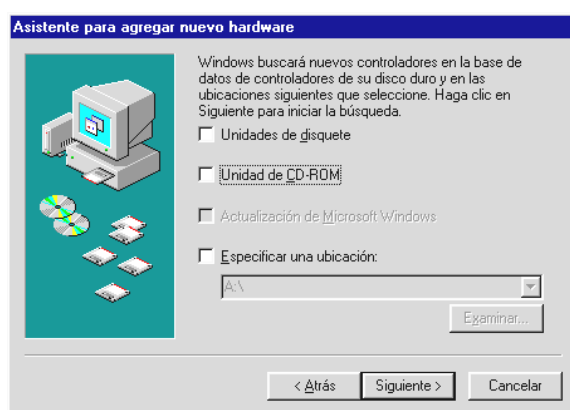 Asistente para agregar nuevo hardware
Windows buscará nuevos controladores en la base de
datos de controladores de su disco duro y en las
ubicaciones siguientes que seleccione. Haga clic en
Siguiente para iniciar la búsqueda.
Unidades de disquete
Unidad de CD-ROM
Actualización de Microsoft Windows
Especificar una ubicación:
A:\
Examinar...
< Atrás Siguiente > Cancelar